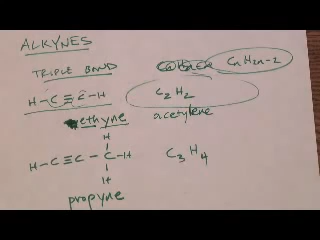 ALKYNES
TRIPLE BOND CnH2n-2
H-C≡C-H C2H2
ethyne acetylene
H
H-C≡C-C-H C3H4
H
propyne